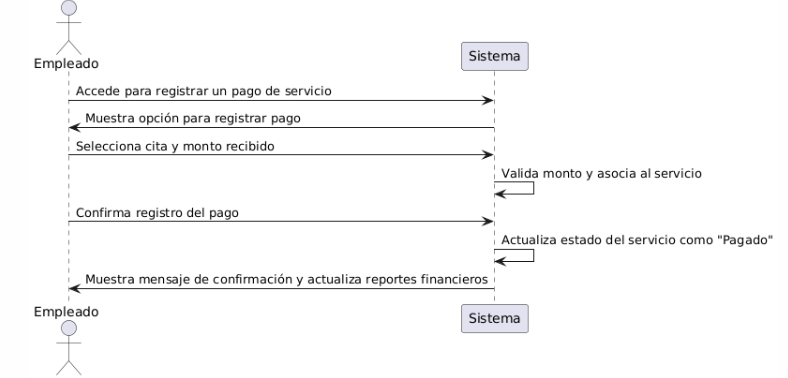 Empleado
Sistema
Accede para registrar un pago de servicio
Muestra opción para registrar pago
Selecciona cita y monto recibido
Valida monto y asocia al servicio
Confirma registro del pago
Actualiza estado del servicio como "Pagado"
Muestra mensaje de confirmación y actualiza reportes financieros
Empleado
Sistema